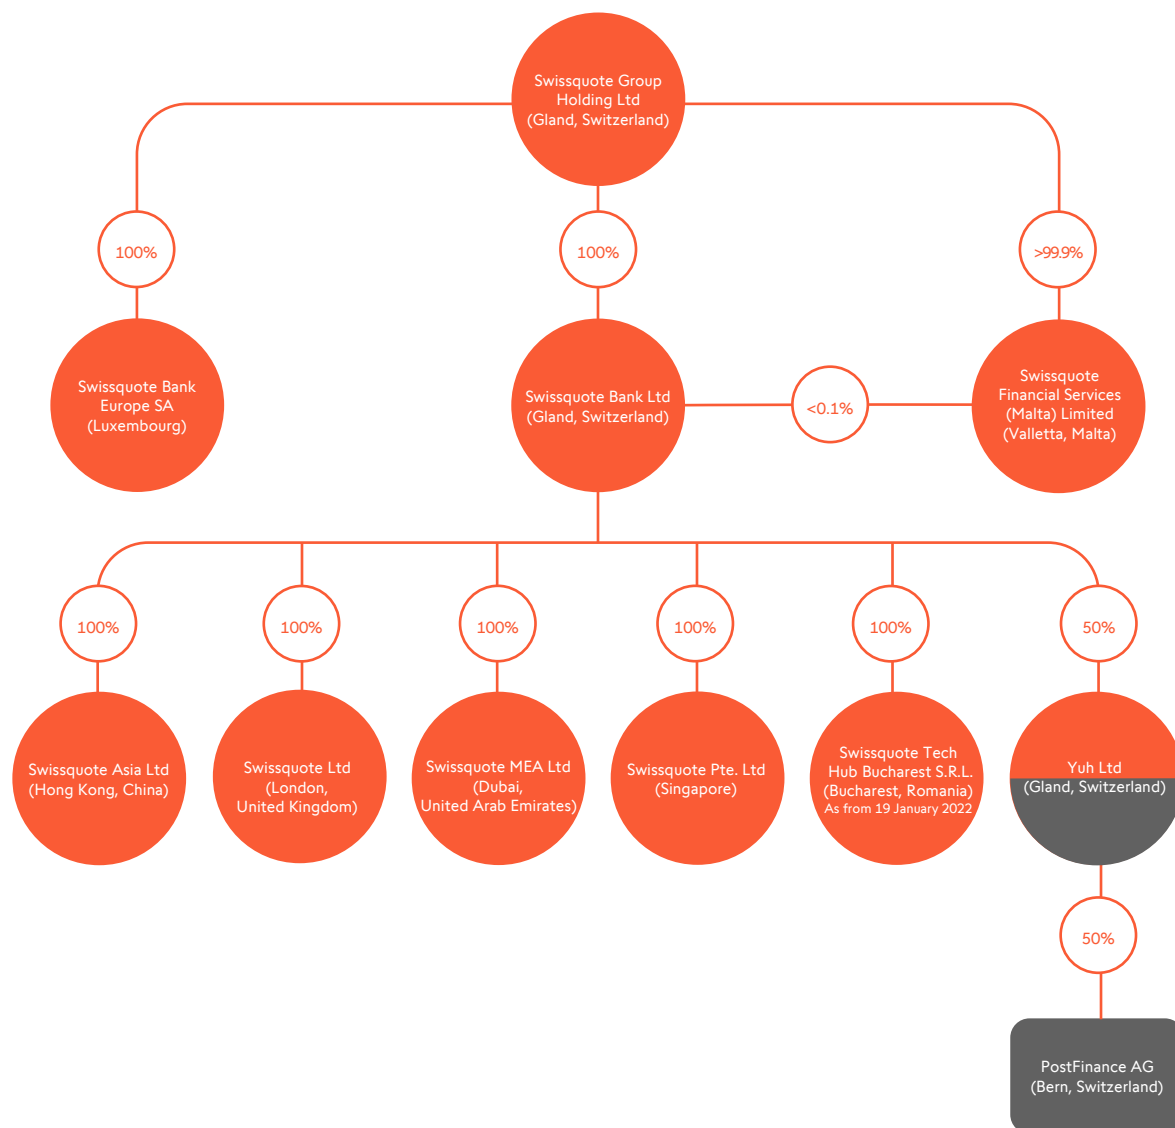 Swissquote Group
Holding Ltd
(Gland, Switzerland)
100%
100%
>99.9%
Swissquote Bank
Europe SA
(Luxembourg)
Swissquote Bank Ltd
(Gland, Switzerland)
<0.1%
Swissquote
Financial Services
(Malta) Limited
(Valletta, Malta)
100%
100%
100%
100%
100%
50%
Swissquote Asia Ltd
(Hong Kong, China)
Swissquote Ltd
(London,
United Kingdom)
Swissquote MEA Ltd
(Dubai,
United Arab Emirates)
Swissquote Pte. Ltd
(Singapore)
Swissquote Tech
Hub Bucharest S.R.L.
(Bucharest, Romania)
As from 19 January 2022
Yuh Ltd
(Gland, Switzerland)
50%
PostFinance AG
(Bern, Switzerland)